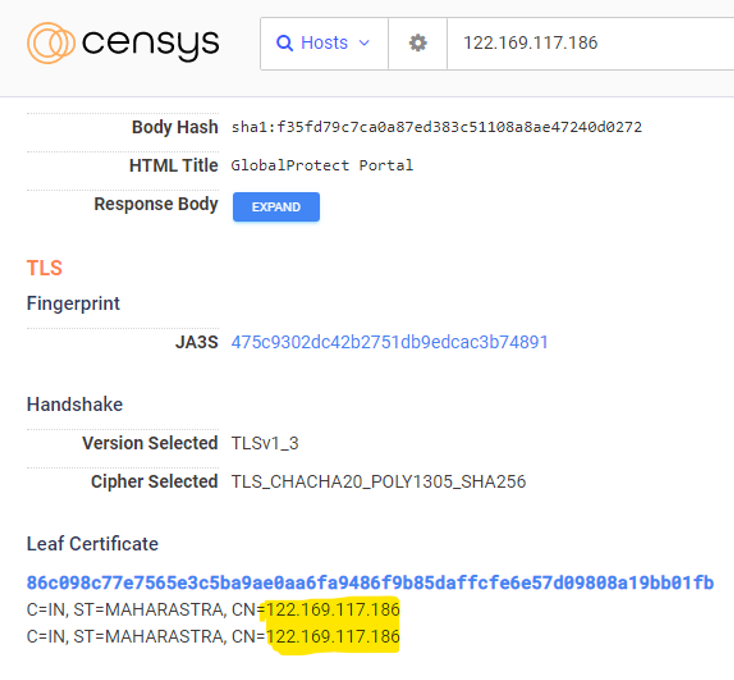 censys
Hosts
122.169.117.186
Body Hash sha1:f35fd79c7ca0a87ed383c51108a8ae47240d0272
HTML Title GlobalProtect Portal
Response Body EXPAND
TLS
Fingerprint
JA3S 475c9302dc42b2751db9edcac3b74891
Handshake
Version Selected TLSv1_3
Cipher Selected TLS_CHACHA20_POLY1305_SHA256
Leaf Certificate
86c098c77e7565e3c5ba9ae0aa6fa9486f9b85daffcfe6e57d09808a19bb01fb
C=IN, ST=MAHARASTRA, CN=122.169.117.186
C=IN, ST=MAHARASTRA, CN=122.169.117.186